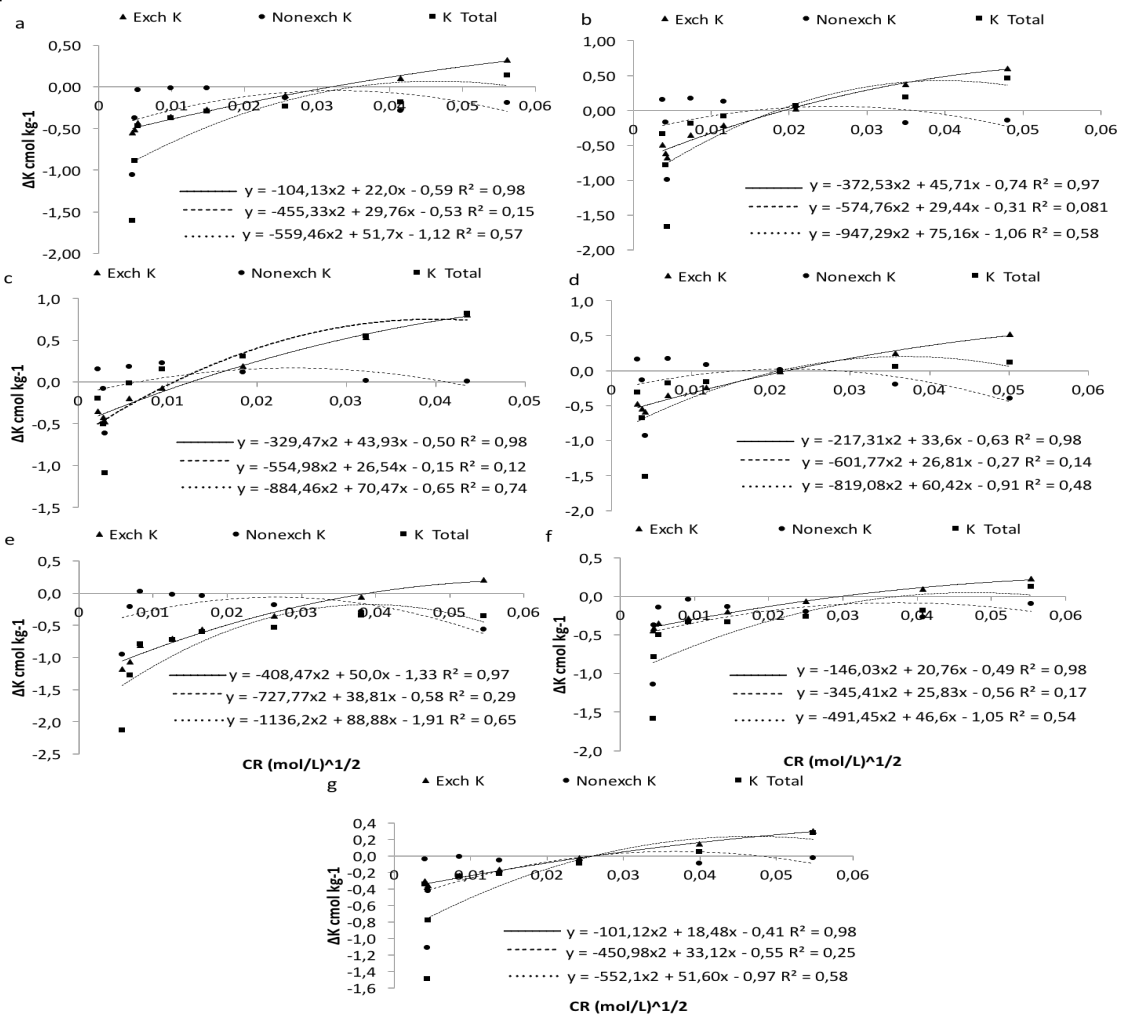 a
▲ Exch K ● Nonexch K ■ K Total
0,50
0,00
-0,50
-1,00
-1,50
-2,00
0 0,01 0,02 0,03 0,04 0,05 0,06
ΔK cmol kg-1
y = -104,13x2 + 22,0x - 0,59 R² = 0,98
y = -455,33x2 + 29,76x - 0,53 R² = 0,15
y = -559,46x2 + 51,7x - 1,12 R² = 0,57
b
▲ Exch K ● Nonexch K ■ K Total
1,00
0,50
0,00
-0,50
-1,00
-1,50
-2,00
0 0,01 0,02 0,03 0,04 0,05 0,06
ΔK cmol kg-1
y = -372,53x2 + 45,71x - 0,74 R² = 0,97
y = -574,76x2 + 29,44x - 0,31 R² = 0,081
y = -947,29x2 + 75,16x - 1,06 R² = 0,58
c
▲ Exch K ● Nonexch K ■ K Total
1,0
0,5
0,0
-0,5
-1,0
-1,5
0 0,01 0,02 0,03 0,04 0,05
ΔK cmol kg-1
y = -329,47x2 + 43,93x - 0,50 R² = 0,98
y = -554,98x2 + 26,54x - 0,15 R² = 0,12
y = -884,46x2 + 70,47x - 0,65 R² = 0,74
d
▲ Exch K ● Nonexch K ■ K Total
1,0
0,5
0,0
-0,5
-1,0
-1,5
-2,0
0 0,01 0,02 0,03 0,04 0,05 0,06
ΔK cmol kg-1
y = -217,31x2 + 33,6x - 0,63 R² = 0,98
y = -601,77x2 + 26,81x - 0,27 R² = 0,14
y = -819,08x2 + 60,42x - 0,91 R² = 0,48
e
▲ Exch K ● Nonexch K ■ K Total
0,5
0,0
-0,5
-1,0
-1,5
-2,0
-2,5
0 0,01 0,02 0,03 0,04 0,05 0,06
ΔK cmol kg-1
y = -408,47x2 + 50,0x - 1,33 R² = 0,97
y = -727,77x2 + 38,81x - 0,58 R² = 0,29
y = -1136,2x2 + 88,88x - 1,91 R² = 0,65
CR (mol/L)^1/2
f
▲ Exch K ● Nonexch K ■ K Total
0,5
0,0
-0,5
-1,0
-1,5
-2,0
0 0,01 0,02 0,03 0,04 0,05 0,06
ΔK cmol kg-1
y = -146,03x2 + 20,76x - 0,49 R² = 0,98
y = -345,41x2 + 25,83x - 0,56 R² = 0,17
y = -491,45x2 + 46,6x - 1,05 R² = 0,54
CR (mol/L)^1/2
g
▲ Exch K ● Nonexch K ■ K Total
0,4
0,2
0,0
-0,2
-0,4
-0,6
-0,8
-1,0
-1,2
-1,4
-1,6
0 0,01 0,02 0,03 0,04 0,05 0,06
ΔK cmol kg-1
y = -101,12x2 + 18,48x - 0,41 R² = 0,98
y = -450,98x2 + 33,12x - 0,55 R² = 0,25
y = -552,1x2 + 51,60x - 0,97 R² = 0,58
CR (mol/L)^1/2